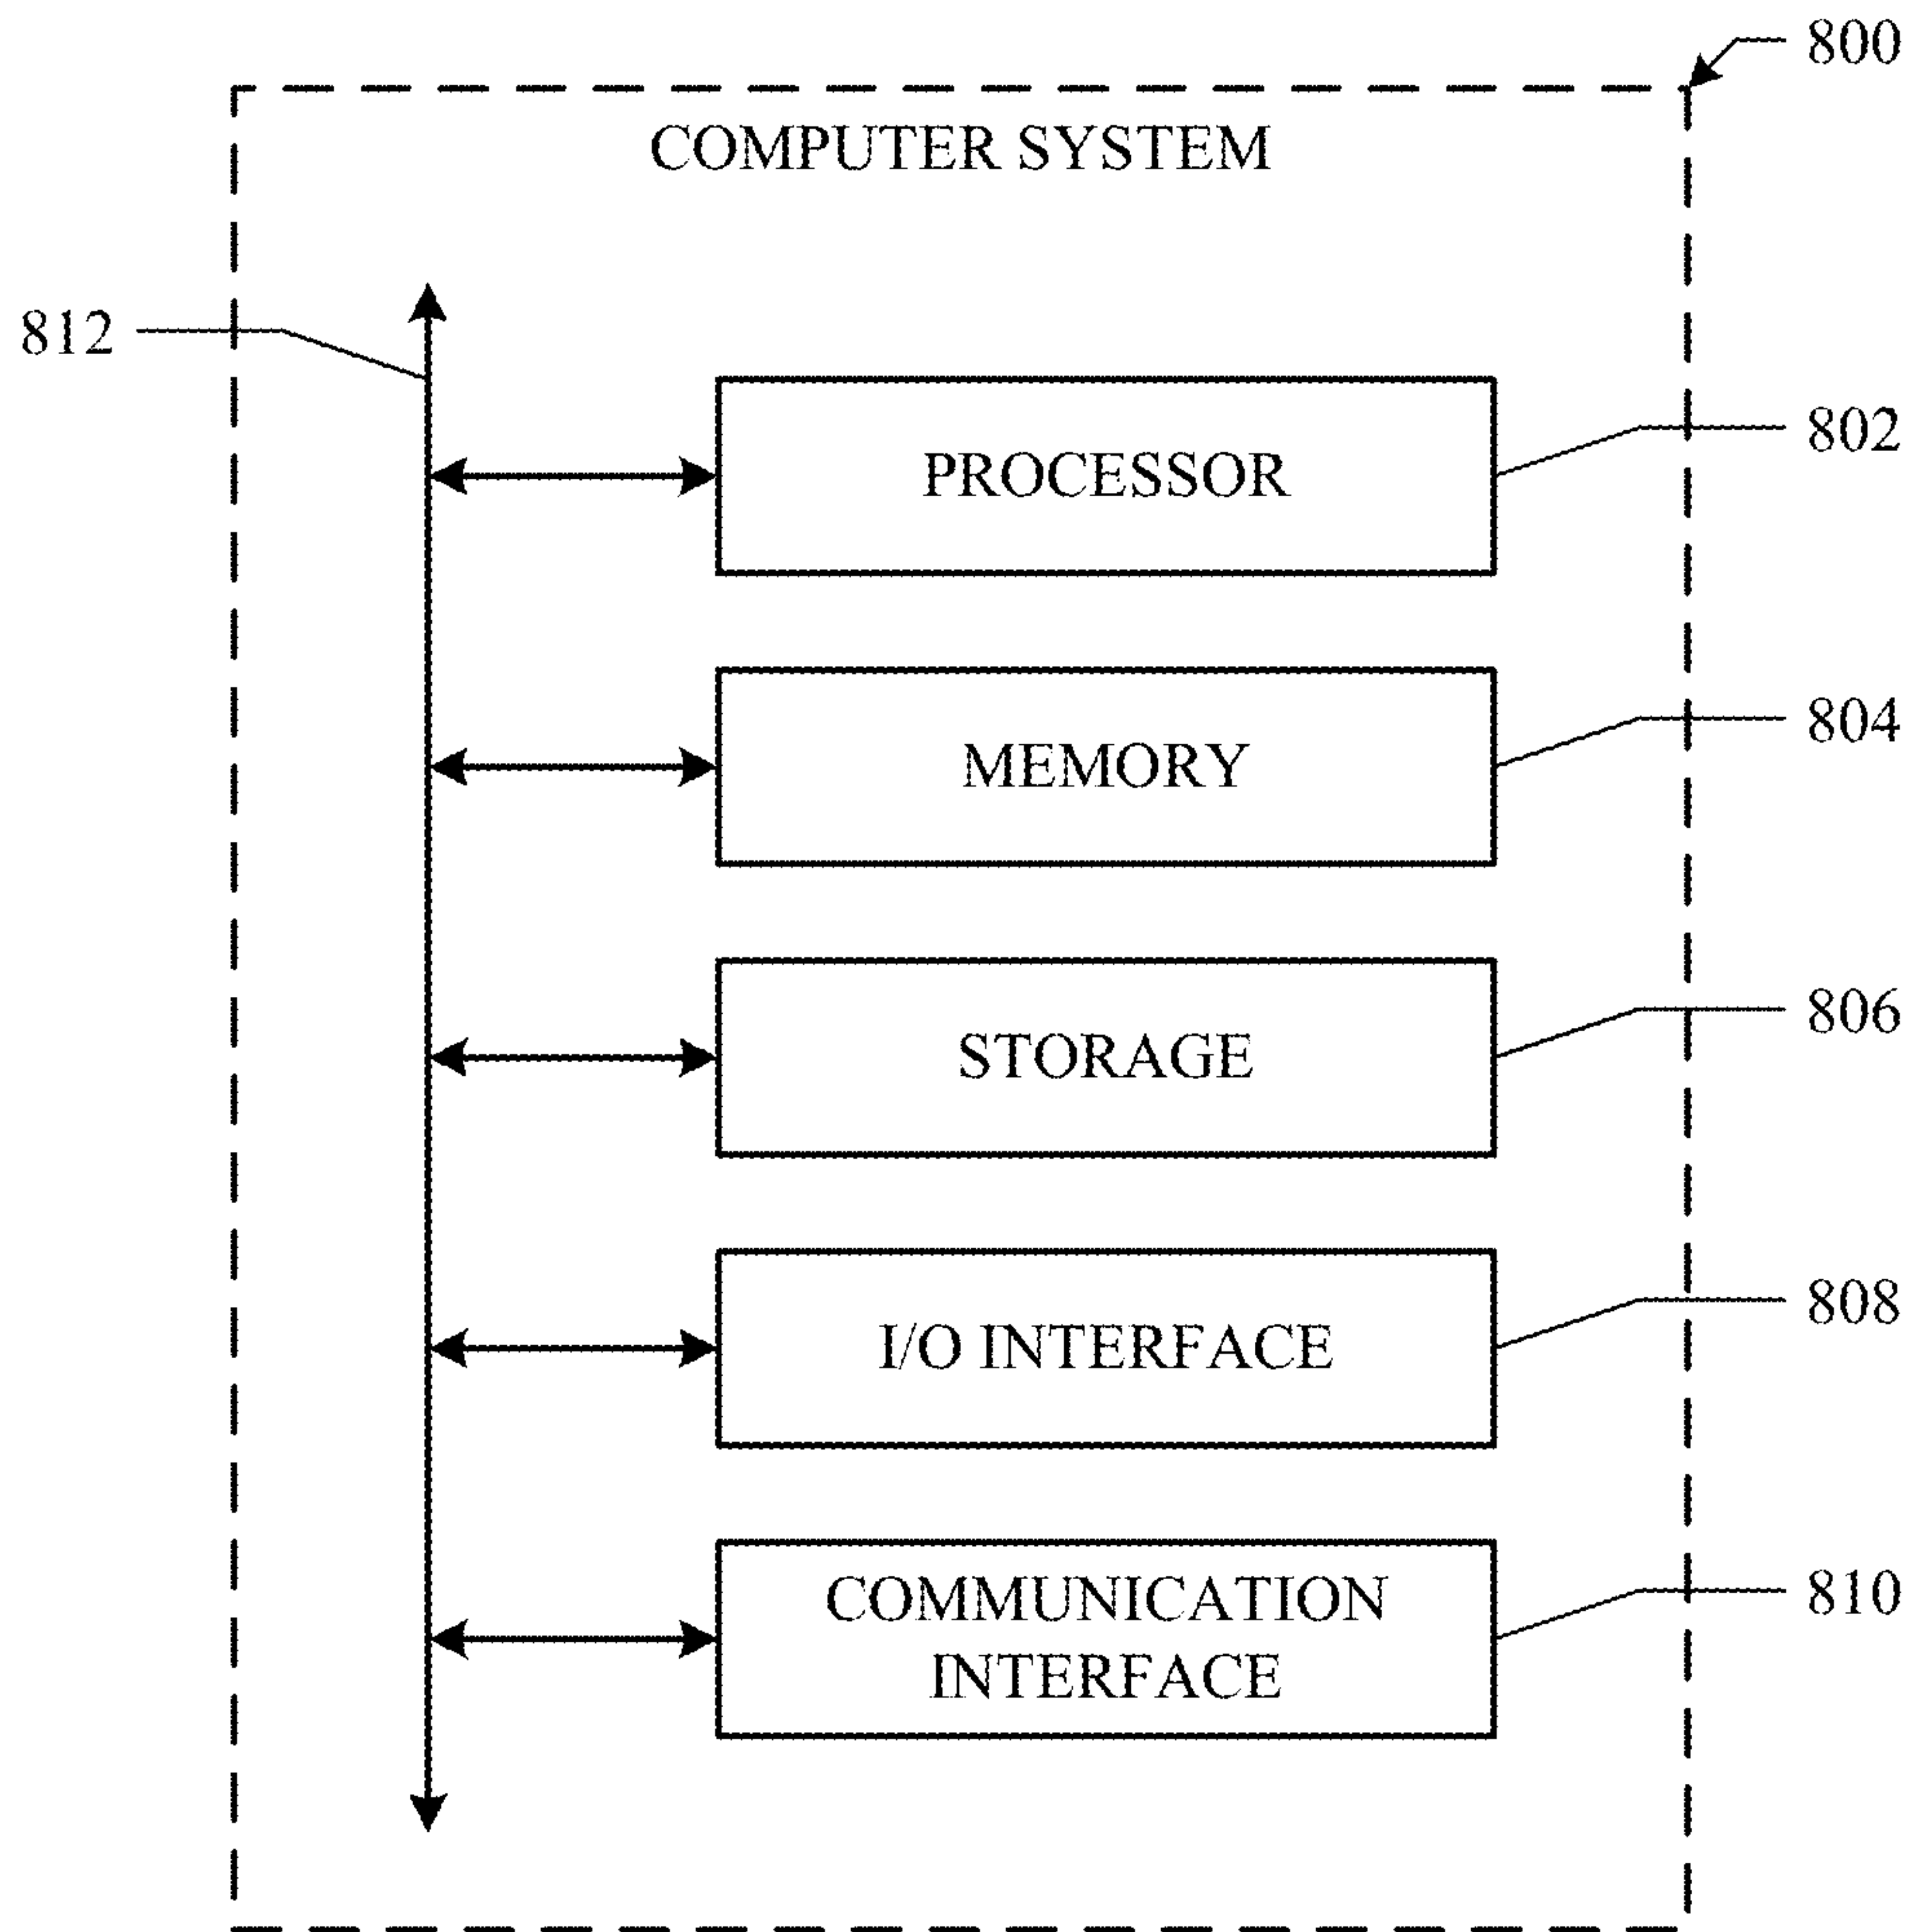 800
COMPUTER SYSTEM
812
PROCESSOR
802
MEMORY
804
STORAGE
806
I/O INTERFACE
808
COMMUNICATION
INTERFACE
810